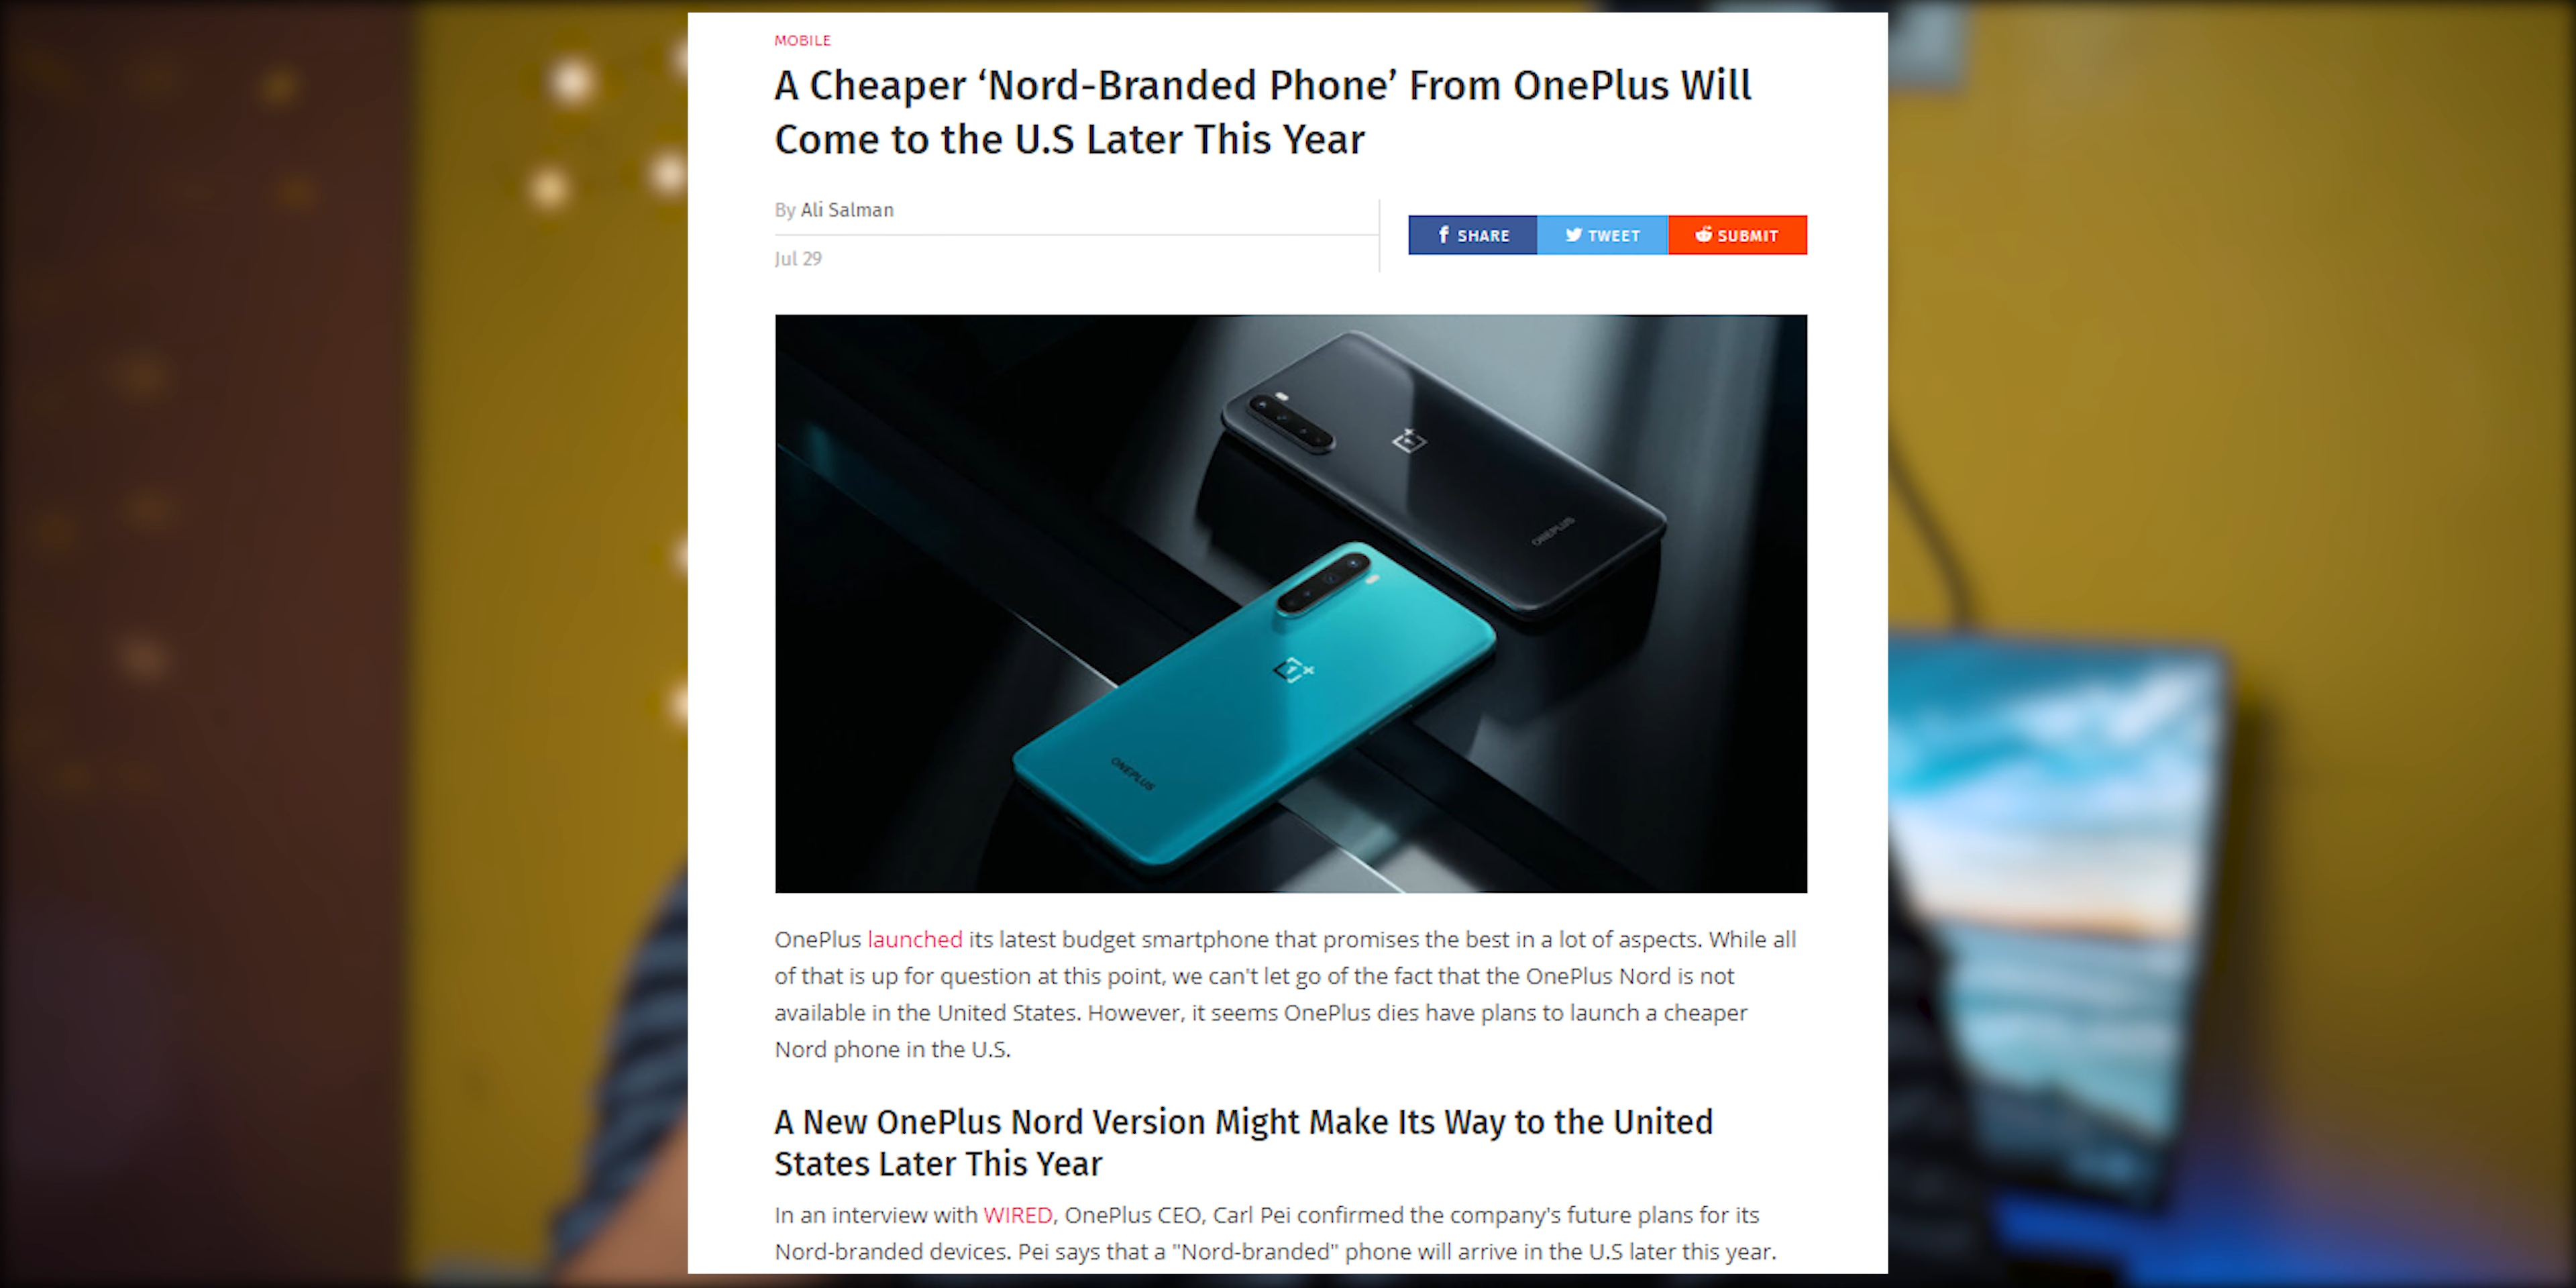 MOBILE
A Cheaper ‘Nord-Branded Phone’ From OnePlus Will
Come to the U.S Later This Year
By Ali Salman
SHARE
TWEET
SUBMIT
Jul 29
ONEPLUS
ONEPLUS
OnePlus launched its latest budget smartphone that promises the best in a lot of aspects. While all
of that is up for question at this point, we can't let go of the fact that the OnePlus Nord is not
available in the United States. However, it seems OnePlus dies have plans to launch a cheaper
Nord phone in the U.S.
A New OnePlus Nord Version Might Make Its Way to the United
States Later This Year
In an interview with WIRED, OnePlus CEO, Carl Pei confirmed the company's future plans for its
Nord-branded devices. Pei says that a "Nord-branded" phone will arrive in the U.S later this year.